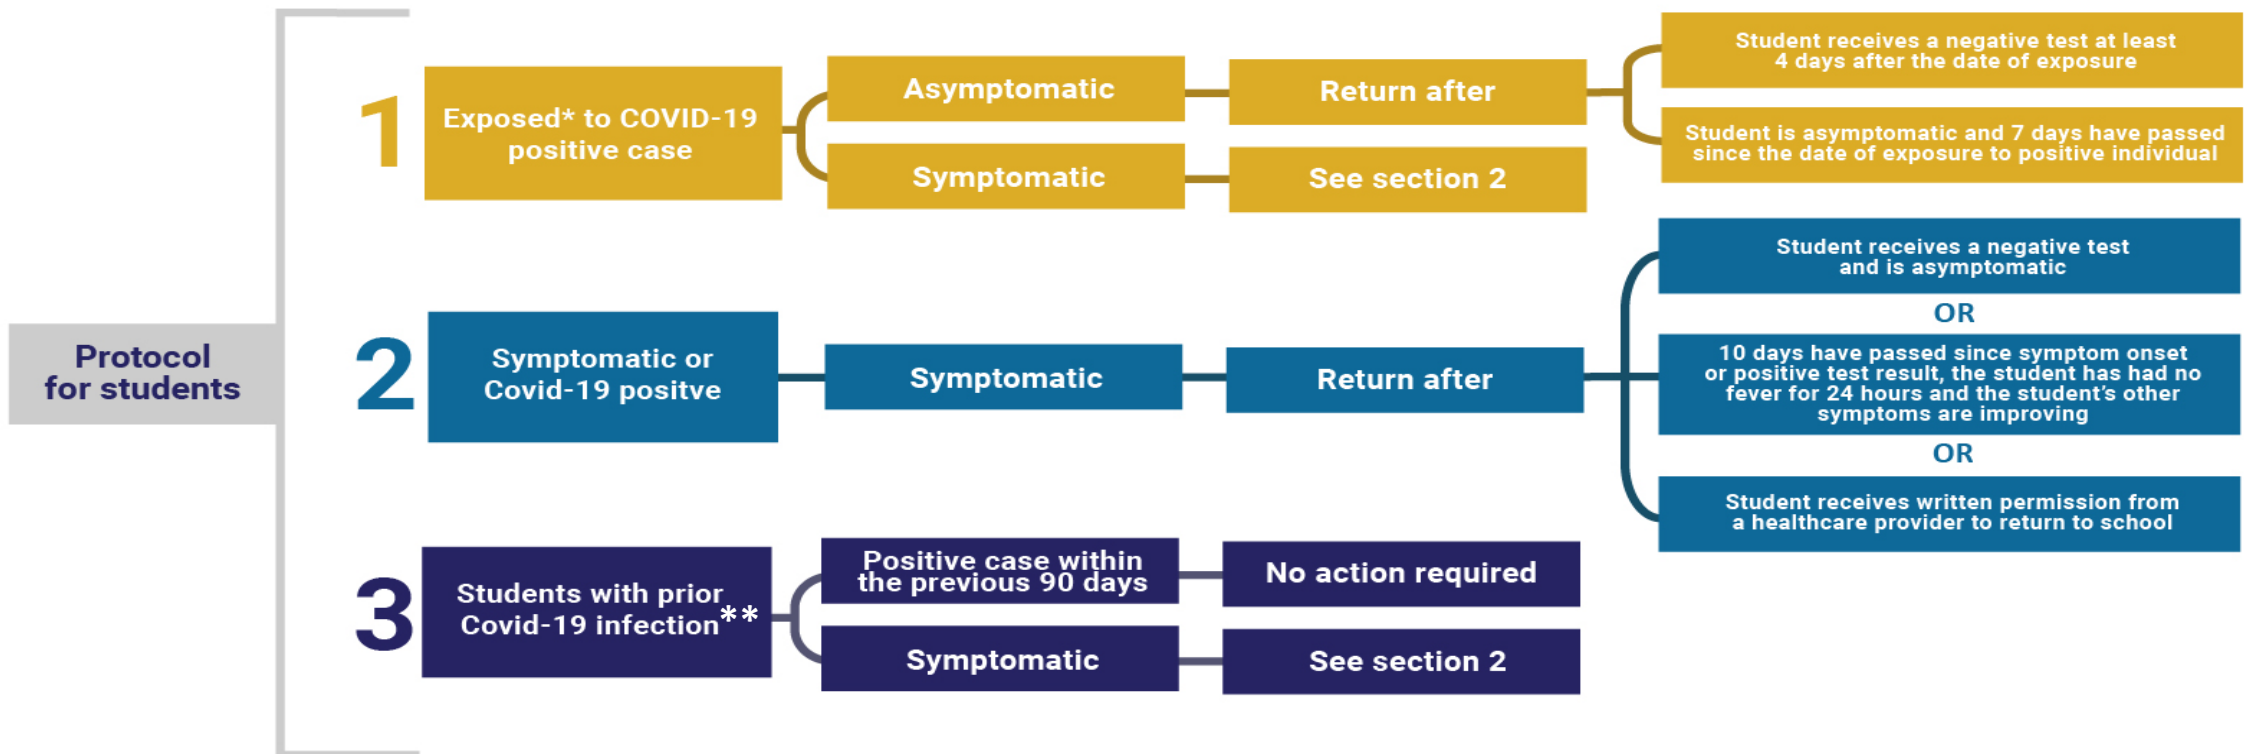 Protocol
for students
1
Exposed* to COVID-19
positive case
Asymptomatic
Return after
Student receives a negative test at least
4 days after the date of exposure
Student is asymptomatic and 7 days have passed
since the date of exposure to positive individual
Symptomatic
See section 2
2
Symptomatic or
Covid-19 positve
Symptomatic
Return after
Student receives a negative test
and is asymptomatic
OR
10 days have passed since symptom onset
or positive test result, the student has had no
fever for 24 hours and the student’s other
symptoms are improving
OR
Student receives written permission from
a healthcare provider to return to school
3
Students with prior
Covid-19 infection**
Positive case within
the previous 90 days
No action required
Symptomatic
See section 2